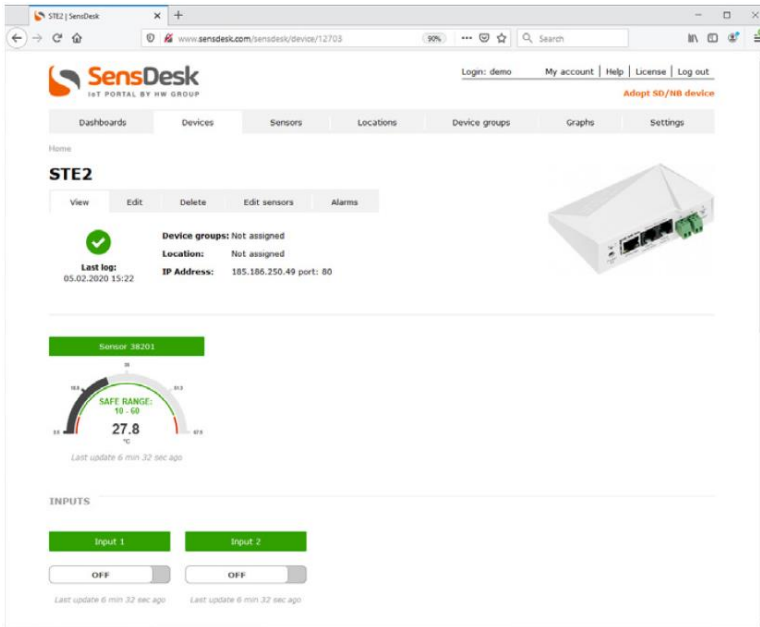 STE2 | SensDesk
www.sensdesk.com/sensdesk/device/12703
90%
Search
SensDesk
IoT PORTAL BY HW GROUP
Login: demo
My account | Help | License | Log out
Adopt SD/NB device
Dashboards
Devices
Sensors
Locations
Device groups
Graphs
Settings
Home
STE2
View
Edit
Delete
Edit sensors
Alarms
Device groups: Not assigned
Location: Not assigned
IP Address: 185.186.250.49 port: 80
Last log:
05.02.2020 15:22
Sensor 38201
SAFE RANGE:
10 - 60
27.8
°C
Last update 6 min 32 sec ago
INPUTS
Input 1
Input 2
OFF
OFF
Last update 6 min 32 sec ago
Last update 6 min 32 sec ago